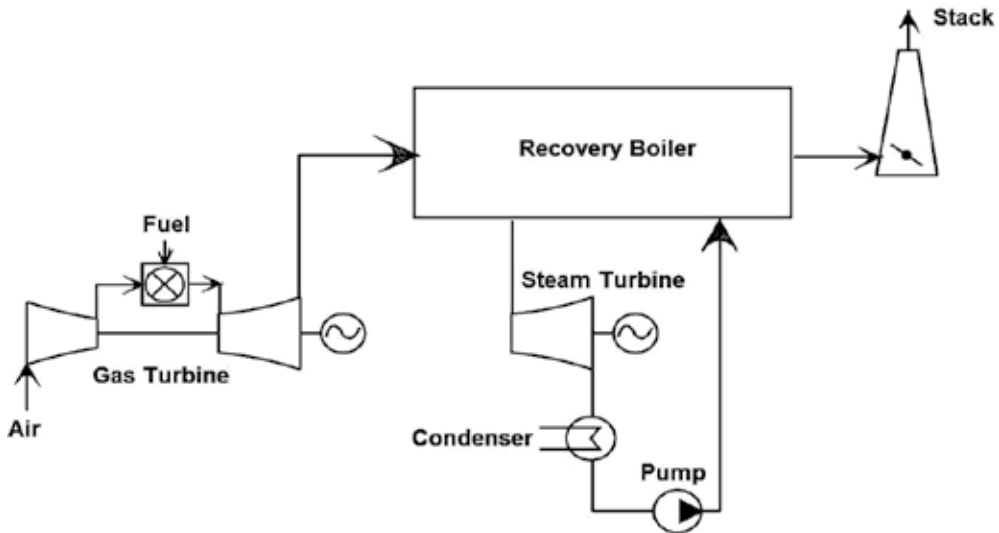 Stack
Recovery Boiler
Fuel
Steam Turbine
Gas Turbine
Air
Condenser
Pump